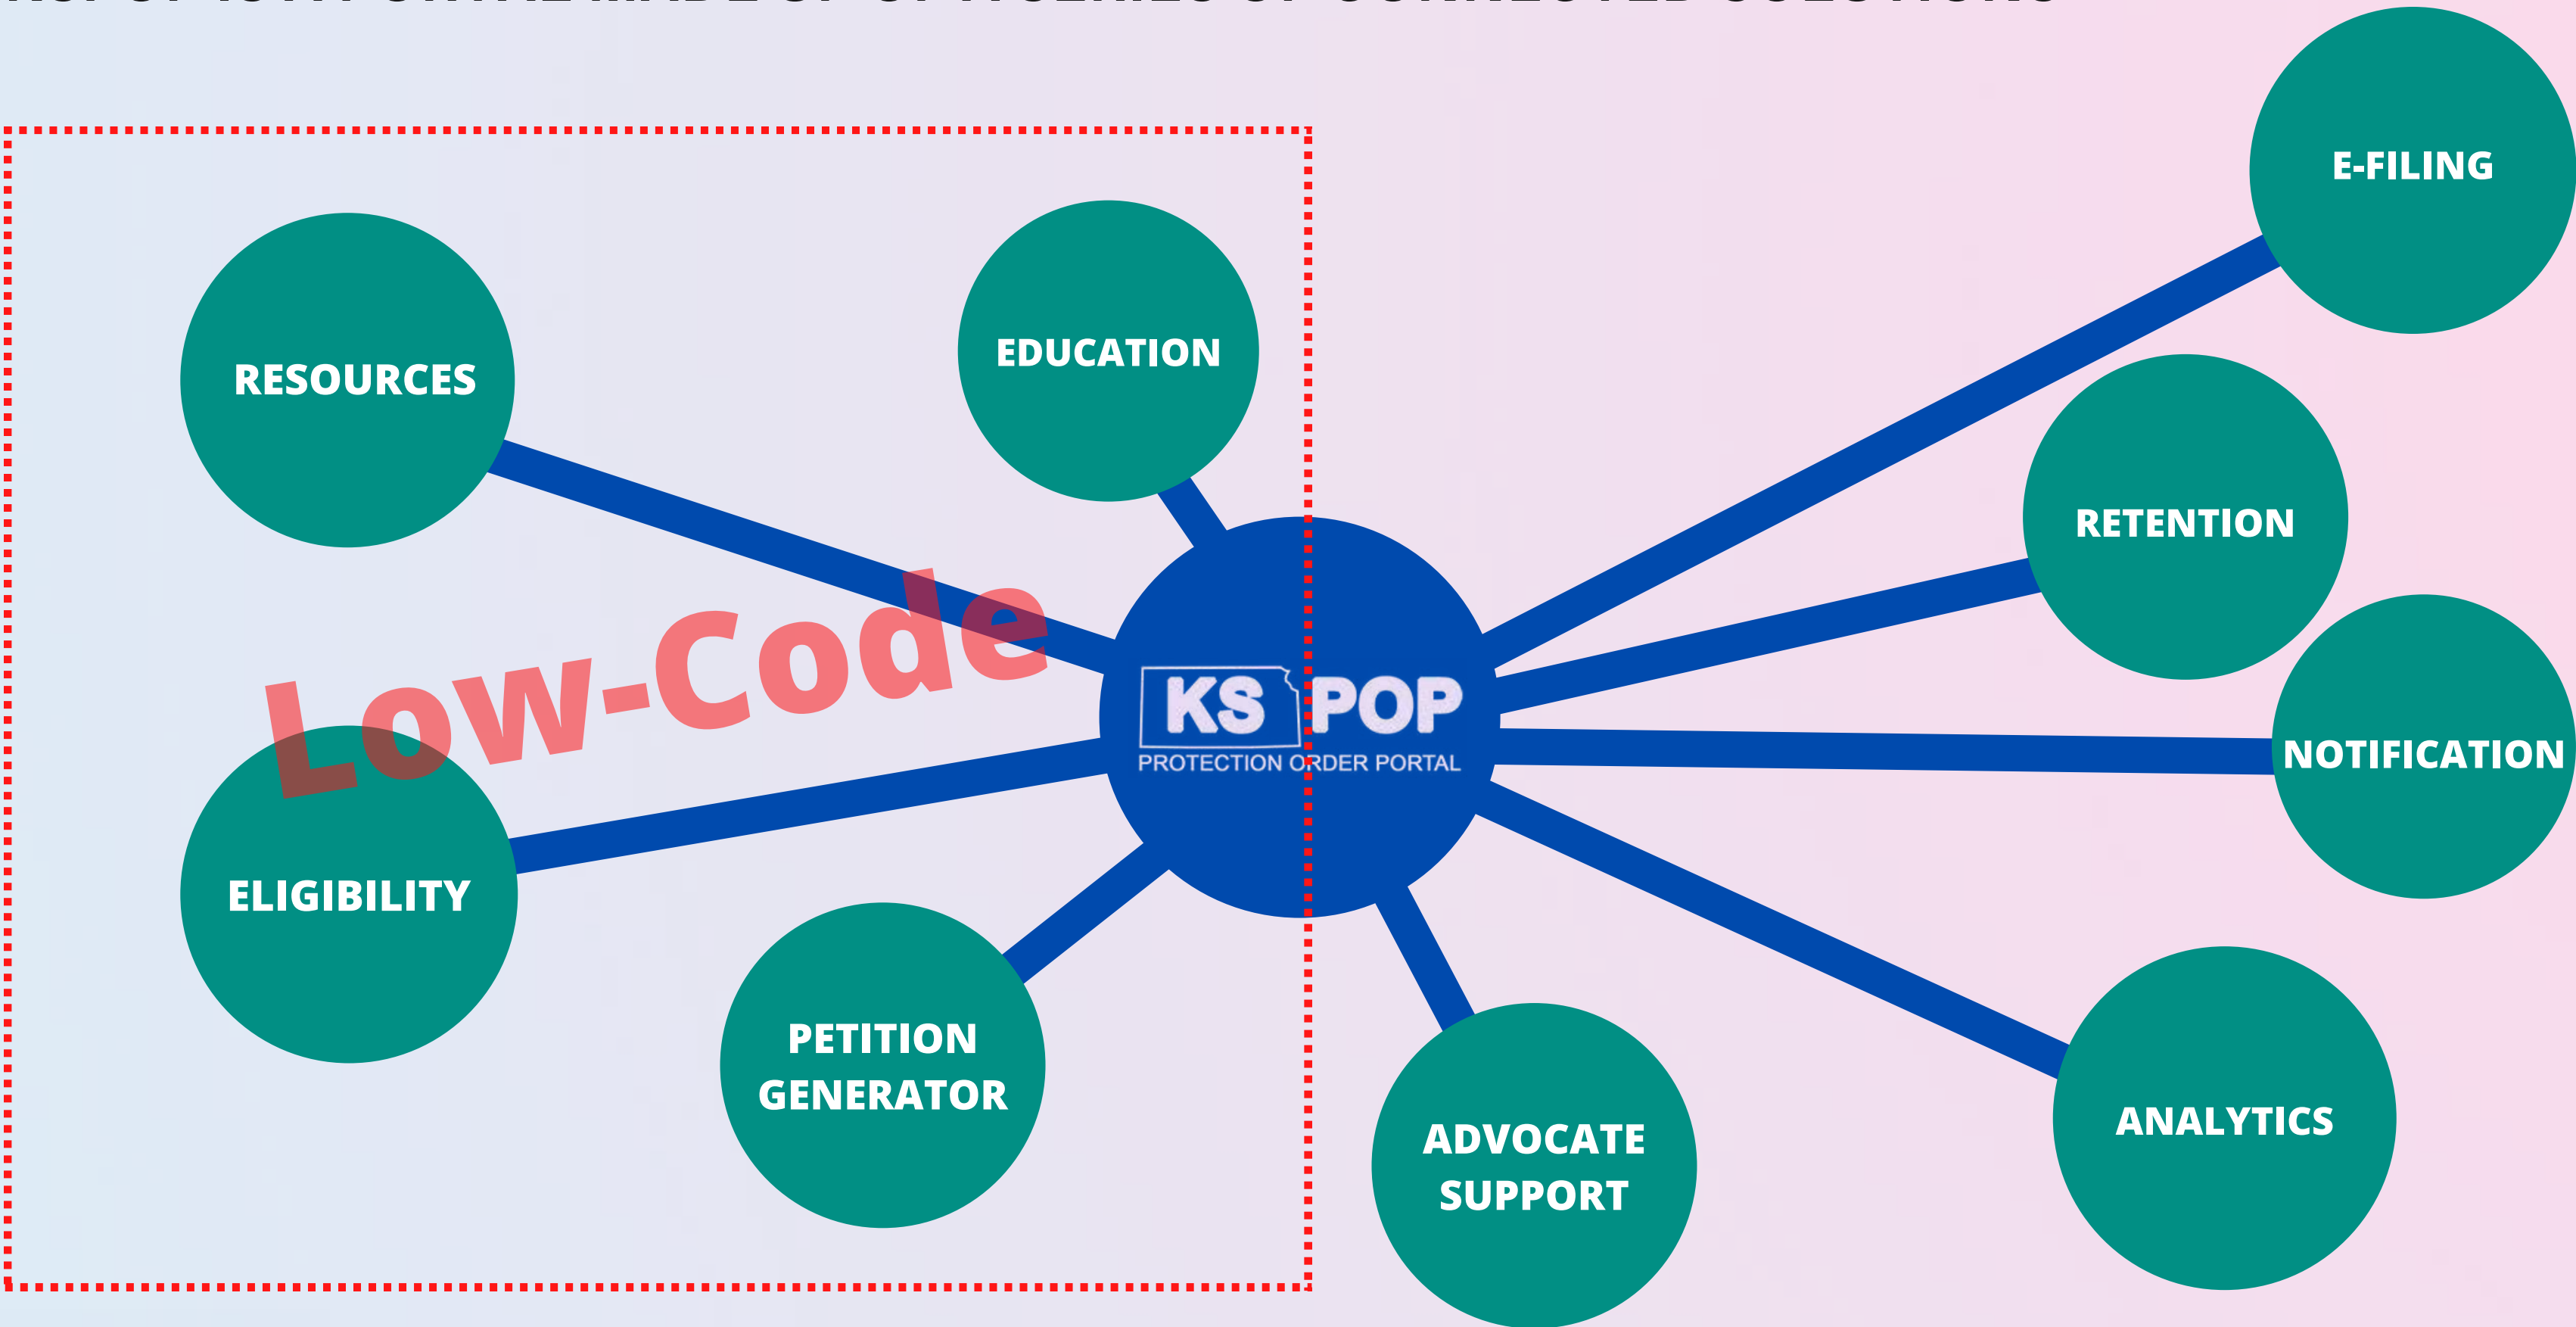 E-FILING
RESOURCES
EDUCATION
RETENTION
Low-Code
KS POP
PROTECTION ORDER PORTAL
NOTIFICATION
ELIGIBILITY
PETITION
GENERATOR
ADVOCATE
SUPPORT
ANALYTICS